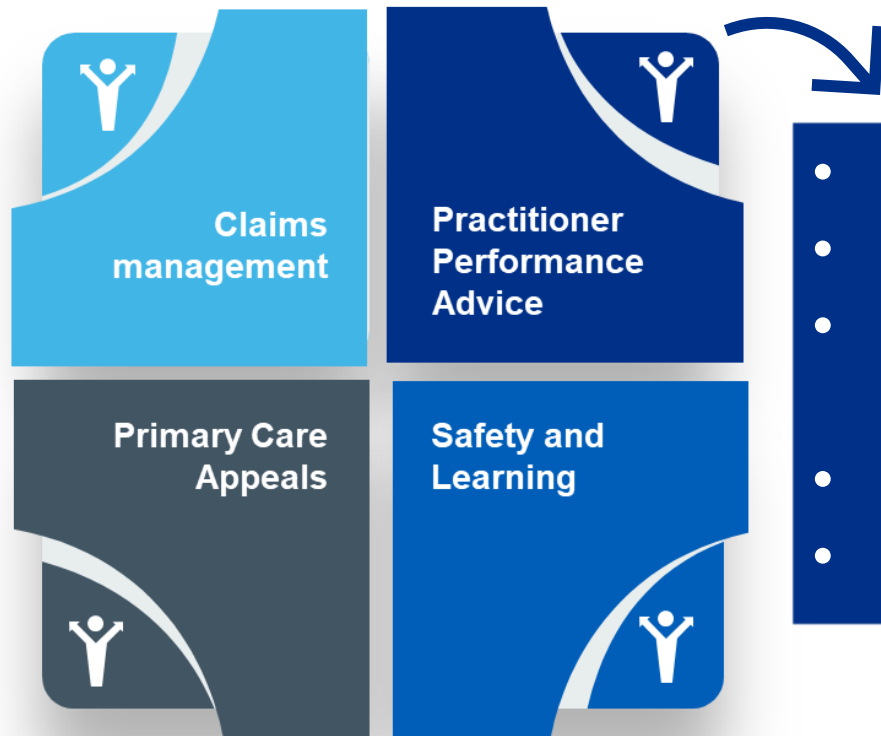 Claims
management
Practitioner
Performance
Advice
Primary Care
Appeals
Safety and
Learning